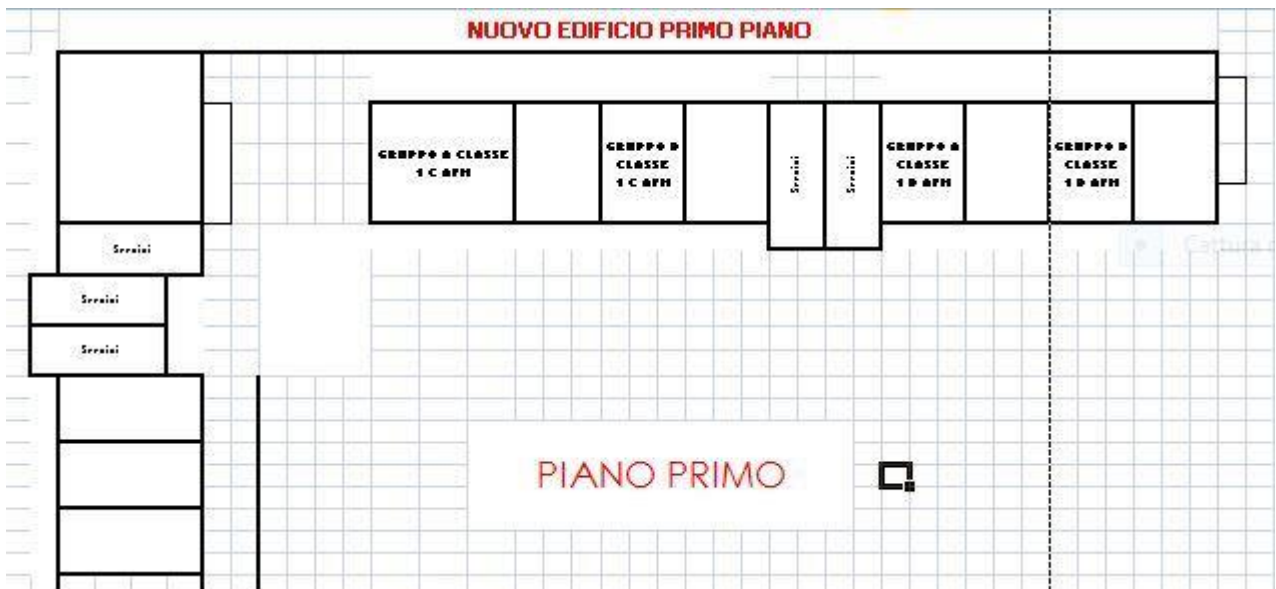 NUOVO EDIFICIO PRIMO PIANO
GRUPPO A CLASSE
1 C AFM
GRUPPO B
CLASSE
1 C AFM
Servizi
Servizi
GRUPPO A
CLASSE
1 D AFM
GRUPPO B
CLASSE
1 D AFM
Servizi
Cattura
Servizi
Servizi
PIANO PRIMO